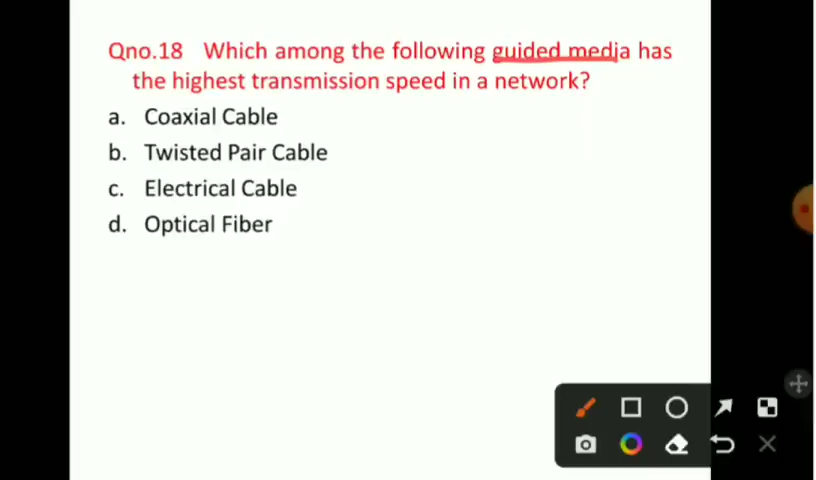 Qno.18 Which among the following guided media has
the highest transmission speed in a network?
a. Coaxial Cable
b. Twisted Pair Cable
c. Electrical Cable
d. Optical Fiber